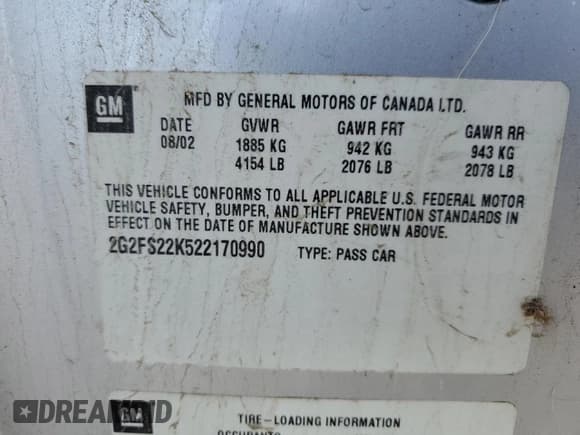 GM
MFD BY GENERAL MOTORS OF CANADA LTD.
DATE GVWR GAWR FRT GAWR RR
08/02 1885 KG 942 KG 943 KG
4154 LB 2076 LB 2078 LB
THIS VEHICLE CONFORMS TO ALL APPLICABLE U.S. FEDERAL MOTOR
VEHICLE SAFETY, BUMPER, AND THEFT PREVENTION STANDARDS IN
EFFECT ON THE DATE OF MANUFACTURE SHOWN ABOVE.
2G2FS22K522170990 TYPE: PASS CAR
GM
TIRE-LOADING INFORMATION
OCCUPANTS
DREAMBID